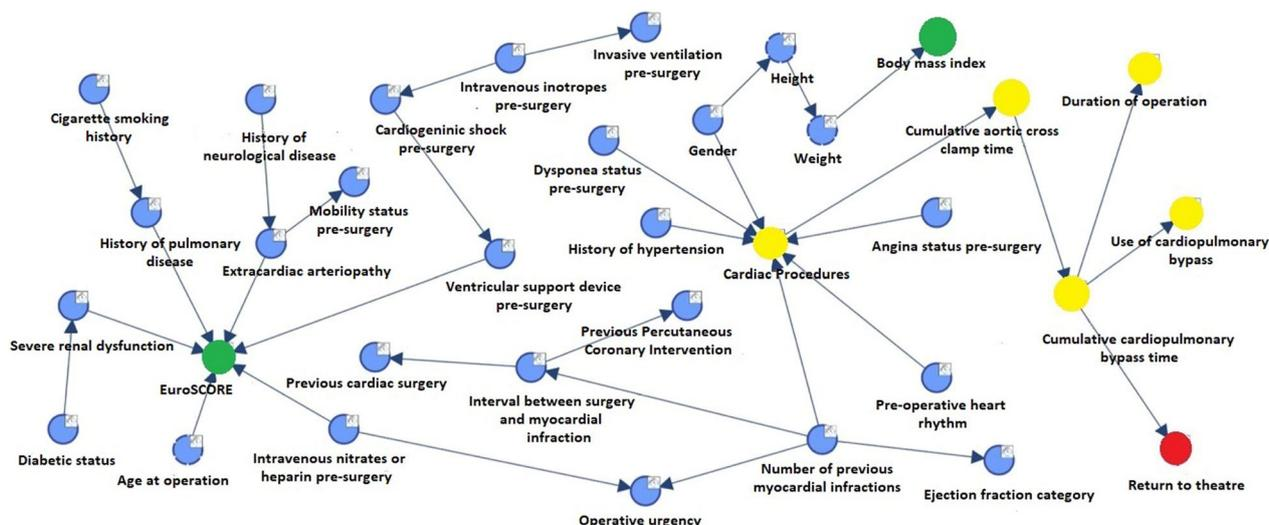 Invasive ventilation
pre-surgery
Intravenous inotropes
pre-surgery
Height
Body mass index
Duration of operation
Cigarette smoking
history
History of
neurological disease
Cardiogeninic shock
pre-surgery
Gender
Weight
Cumulative aortic cross
clamp time
Dysponea status
pre-surgery
Mobility status
pre-surgery
History of pulmonary
disease
Extracardiac arteriopathy
History of hypertension
Cardiac Procedures
Angina status pre-surgery
Use of cardiopulmonary
bypass
Ventricular support device
pre-surgery
Severe renal dysfunction
EuroSCORE
Previous Percutaneous
Coronary Intervention
Cumulative cardiopulmonary
bypass time
Previous cardiac surgery
Interval between surgery
and myocardial
infraction
Pre-operative heart
rhythm
Diabetic status
Age at operation
Intravenous nitrates or
heparin pre-surgery
Number of previous
myocardial infractions
Ejection fraction category
Return to theatre
Operative urgency